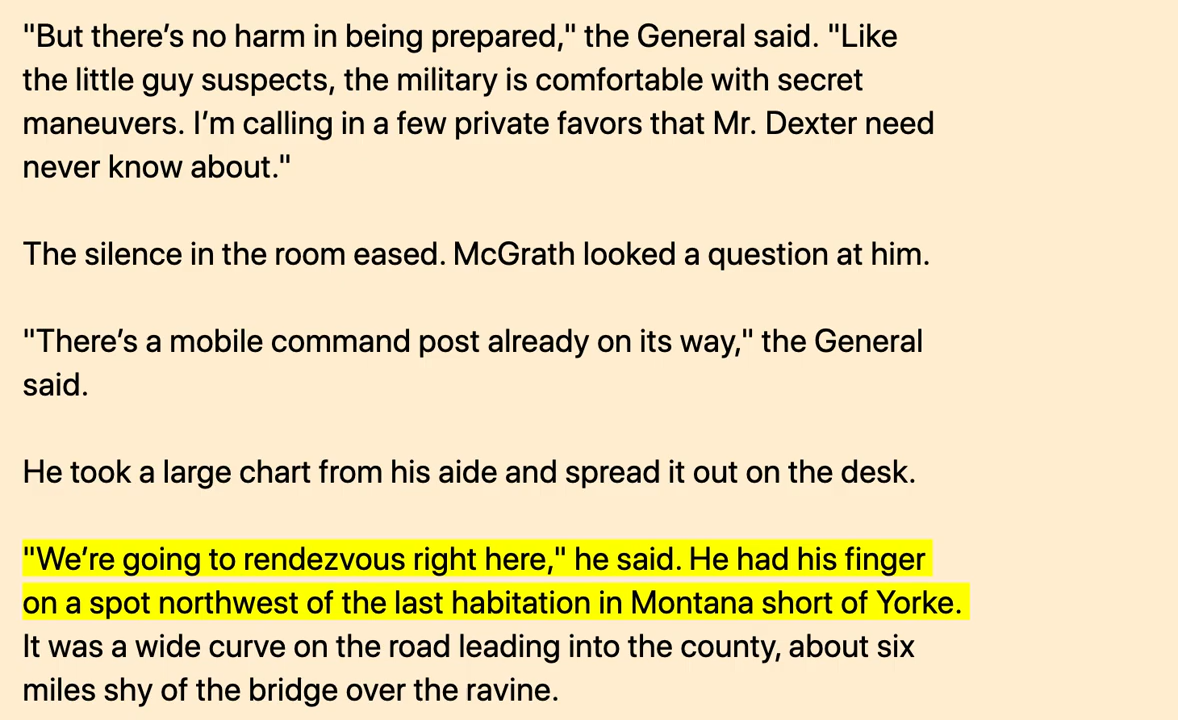 "But there’s no harm in being prepared," the General said. "Like
the little guy suspects, the military is comfortable with secret
maneuvers. I’m calling in a few private favors that Mr. Dexter need
never know about."
The silence in the room eased. McGrath looked a question at him.
"There’s a mobile command post already on its way," the General
said.
He took a large chart from his aide and spread it out on the desk.
"We’re going to rendezvous right here," he said. He had his finger
on a spot northwest of the last habitation in Montana short of Yorke.
It was a wide curve on the road leading into the county, about six
miles shy of the bridge over the ravine.